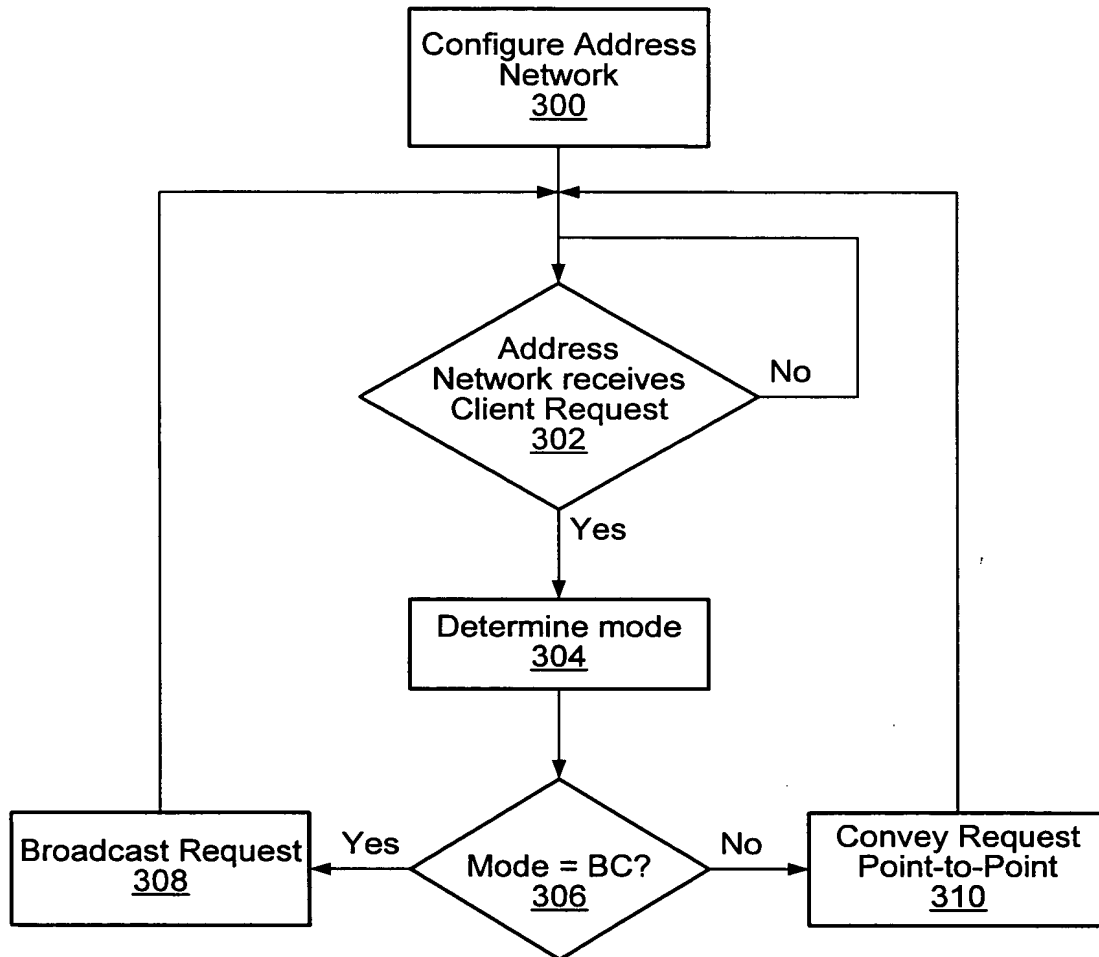 Configure Address
Network
300
Address
Network receives
Client Request
302
No
Yes
Determine mode
304
Mode = BC?
306
Yes
No
Broadcast Request
308
Convey Request
Point-to-Point
310